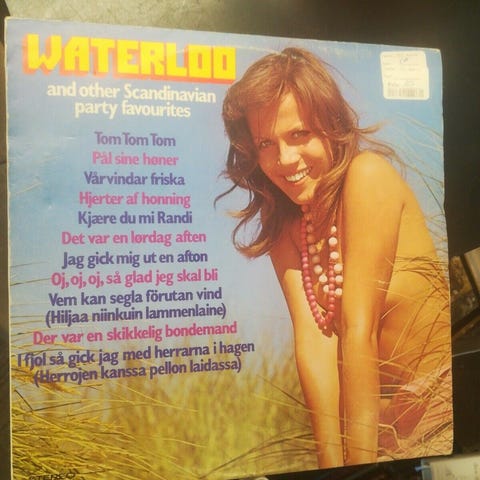 WATERLOO
and other Scandinavian
party favourites
Tom Tom Tom
Pål sine høner
Vårvindar friska
Hjerter af honning
Kjære du mi Randi
Det var en lørdag aften
Jag gick mig ut en afton
Oj, oj, oj, så glad jeg skal bli
Vem kan segla förutan vind
(Hiljaa niinkuin lammenlaine)
Der var en skikkelig bondemand
I fjol så gick jag med herrarna i hagen
(Herrojen kanssa pellon laidassa)
STEREO